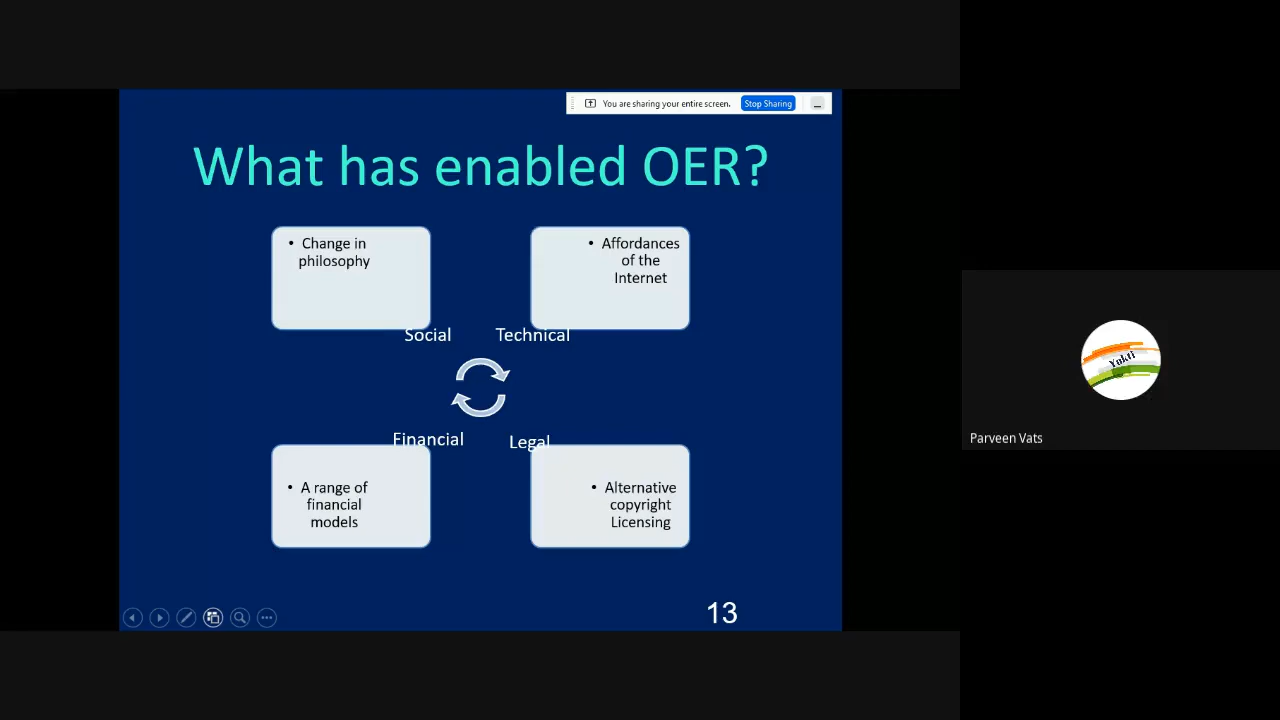 You are sharing your entire screen. Stop Sharing
What has enabled OER?
• Change in
philosophy
• Affordances
of the
Internet
Social
Technical
Financial
Legal
• A range of
financial
models
• Alternative
copyright
Licensing
13
Yukti
Parveen Vats